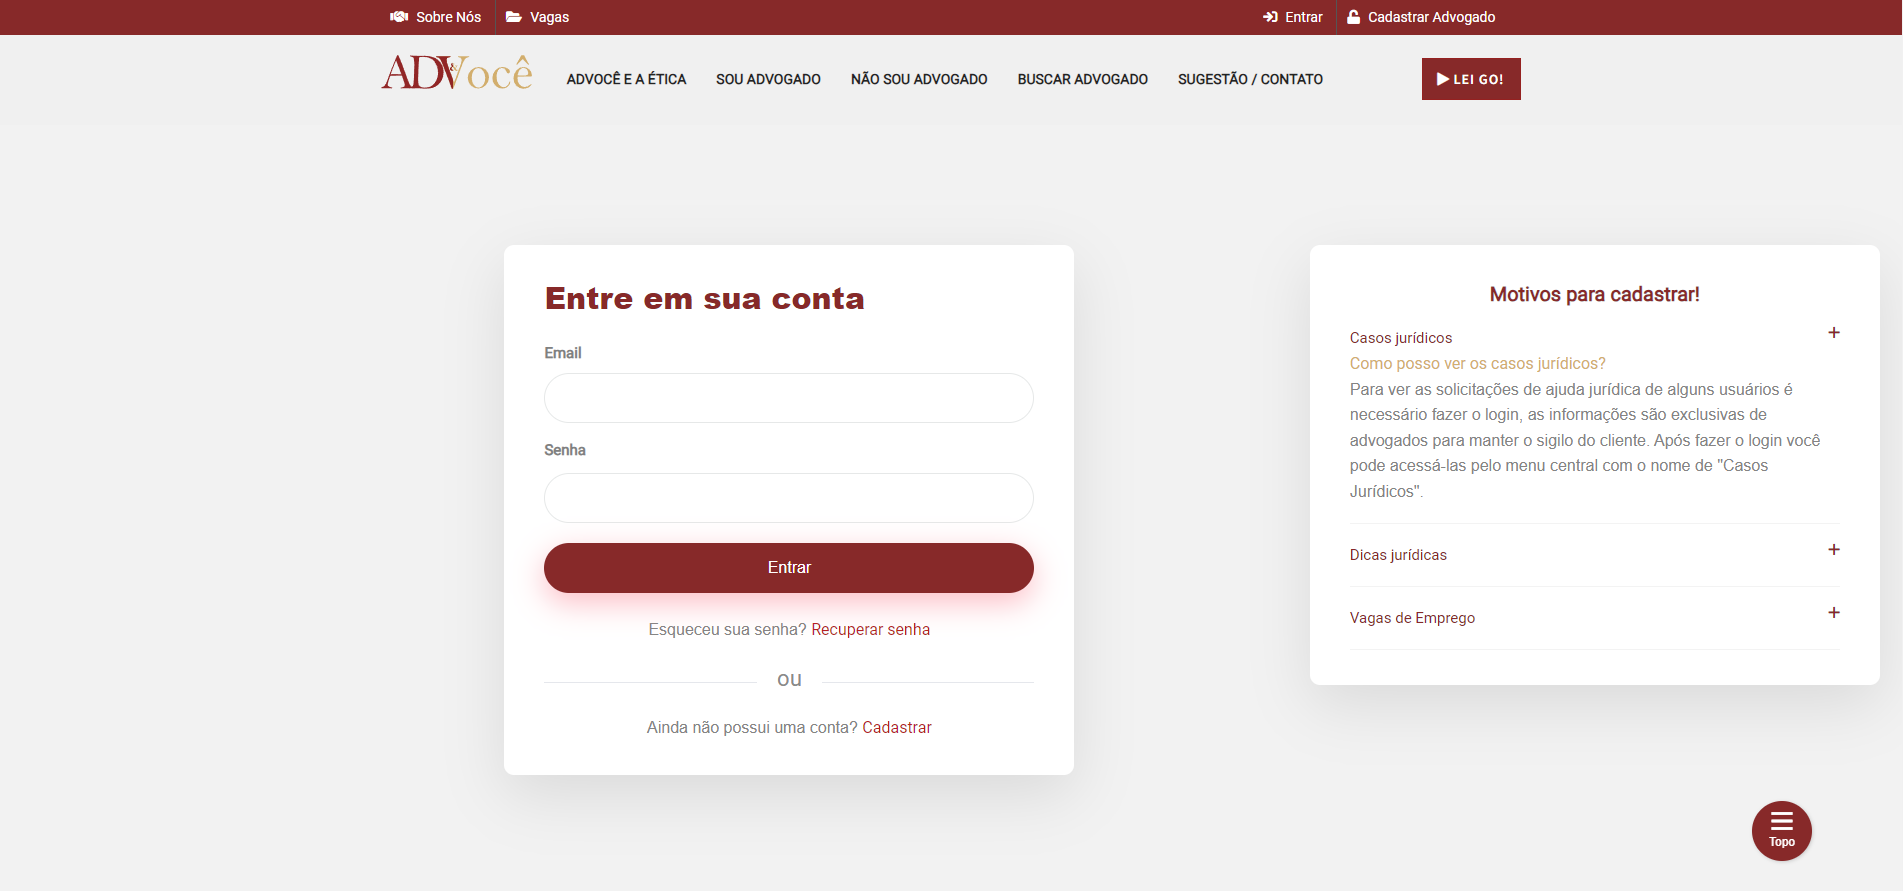 Sobre Nós
Vagas
Entrar
Cadastrar Advogado
ADVocê
ADVOCÊ E A ÉTICA
SOU ADVOGADO
NÃO SOU ADVOGADO
BUSCAR ADVOGADO
SUGESTÃO / CONTATO
LEI GO!
Entre em sua conta
Email
Senha
Entrar
Esqueceu sua senha? Recuperar senha
ou
Ainda não possui uma conta? Cadastrar
Motivos para cadastrar!
Casos jurídicos +
Como posso ver os casos jurídicos?
Para ver as solicitações de ajuda jurídica de alguns usuários é
necessário fazer o login, as informações são exclusivas de
advogados para manter o sigilo do cliente. Após fazer o login você
pode acessá-las pelo menu central com o nome de "Casos
Jurídicos".
Dicas jurídicas +
Vagas de Emprego +
Topo